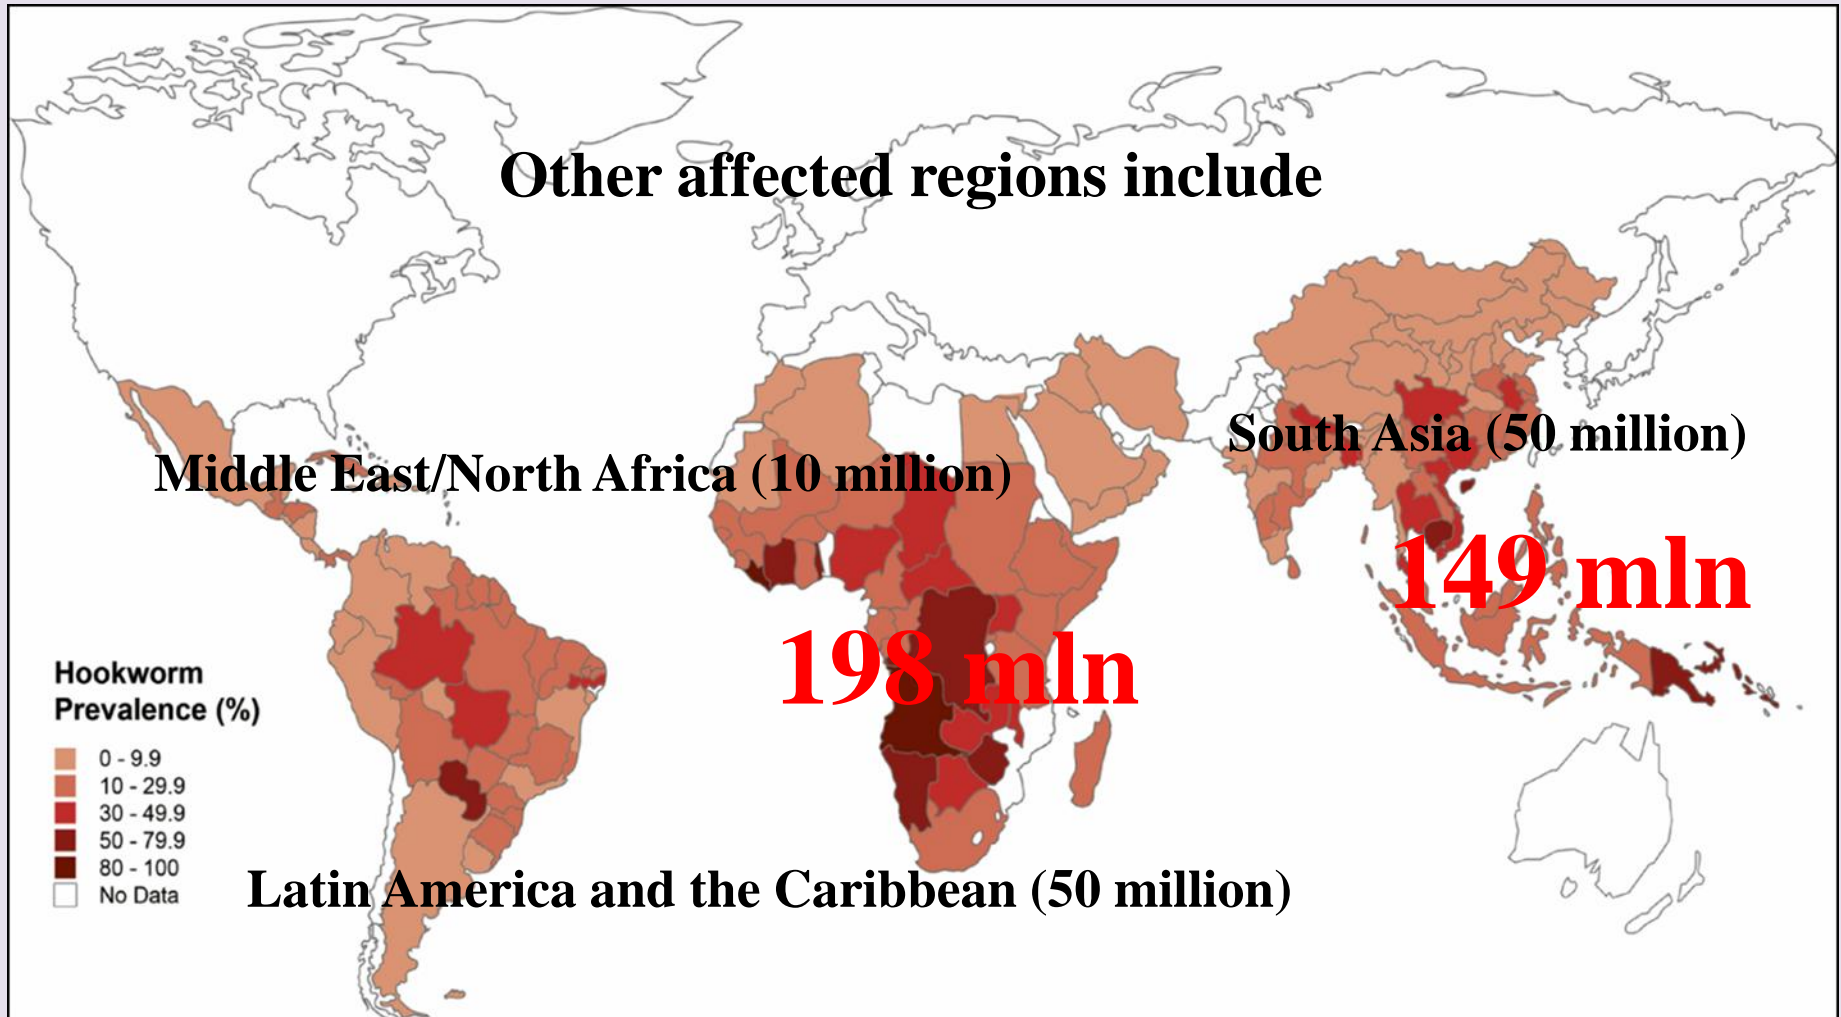 Other affected regions include
South Asia (50 million)
Middle East/North Africa (10 million)
149 mln
198 mln
Hookworm
Prevalence (%)
0 - 9.9
10 - 29.9
30 - 49.9
50 - 79.9
80 - 100
No Data
Latin America and the Caribbean (50 million)